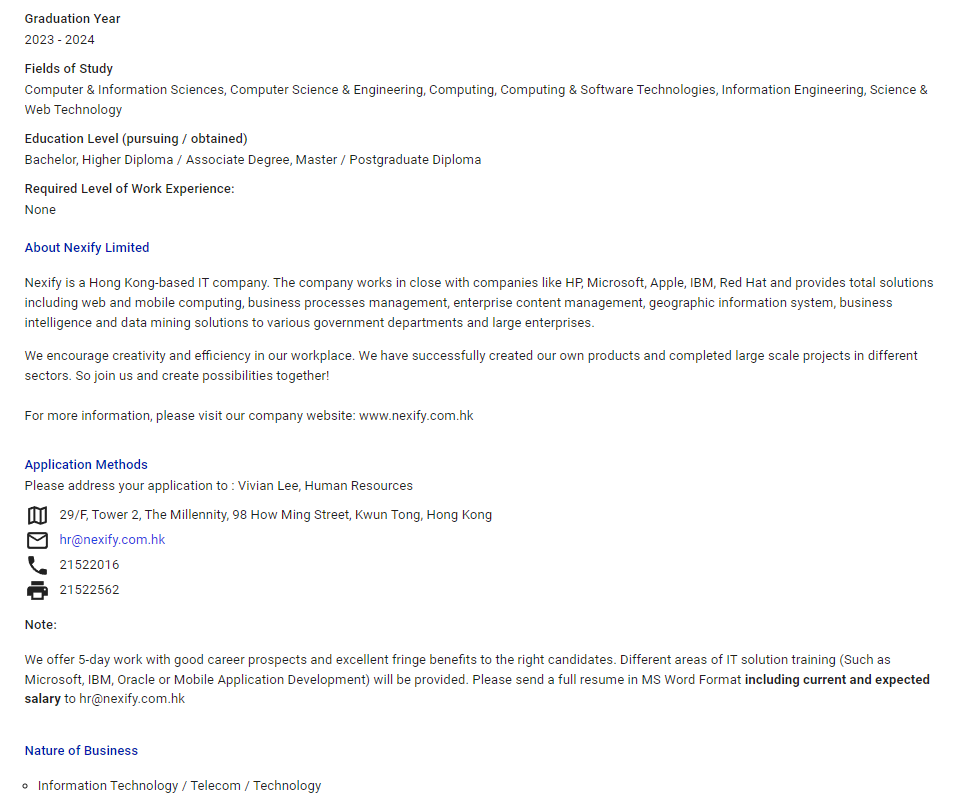 Graduation Year
2023 - 2024
Fields of Study
Computer & Information Sciences, Computer Science & Engineering, Computing, Computing & Software Technologies, Information Engineering, Science &
Web Technology
Education Level (pursuing / obtained)
Bachelor, Higher Diploma / Associate Degree, Master / Postgraduate Diploma
Required Level of Work Experience:
None
About Nexify Limited
Nexify is a Hong Kong-based IT company. The company works in close with companies like HP, Microsoft, Apple, IBM, Red Hat and provides total solutions
including web and mobile computing, business processes management, enterprise content management, geographic information system, business
intelligence and data mining solutions to various government departments and large enterprises.
We encourage creativity and efficiency in our workplace. We have successfully created our own products and completed large scale projects in different
sectors. So join us and create possibilities together!
For more information, please visit our company website: www.nexify.com.hk
Application Methods
Please address your application to : Vivian Lee, Human Resources
29/F, Tower 2, The Millennity, 98 How Ming Street, Kwun Tong, Hong Kong
hr@nexify.com.hk
21522016
21522562
Note:
We offer 5-day work with good career prospects and excellent fringe benefits to the right candidates. Different areas of IT solution training (Such as
Microsoft, IBM, Oracle or Mobile Application Development) will be provided. Please send a full resume in MS Word Format including current and expected
salary to hr@nexify.com.hk
Nature of Business
Information Technology / Telecom / Technology